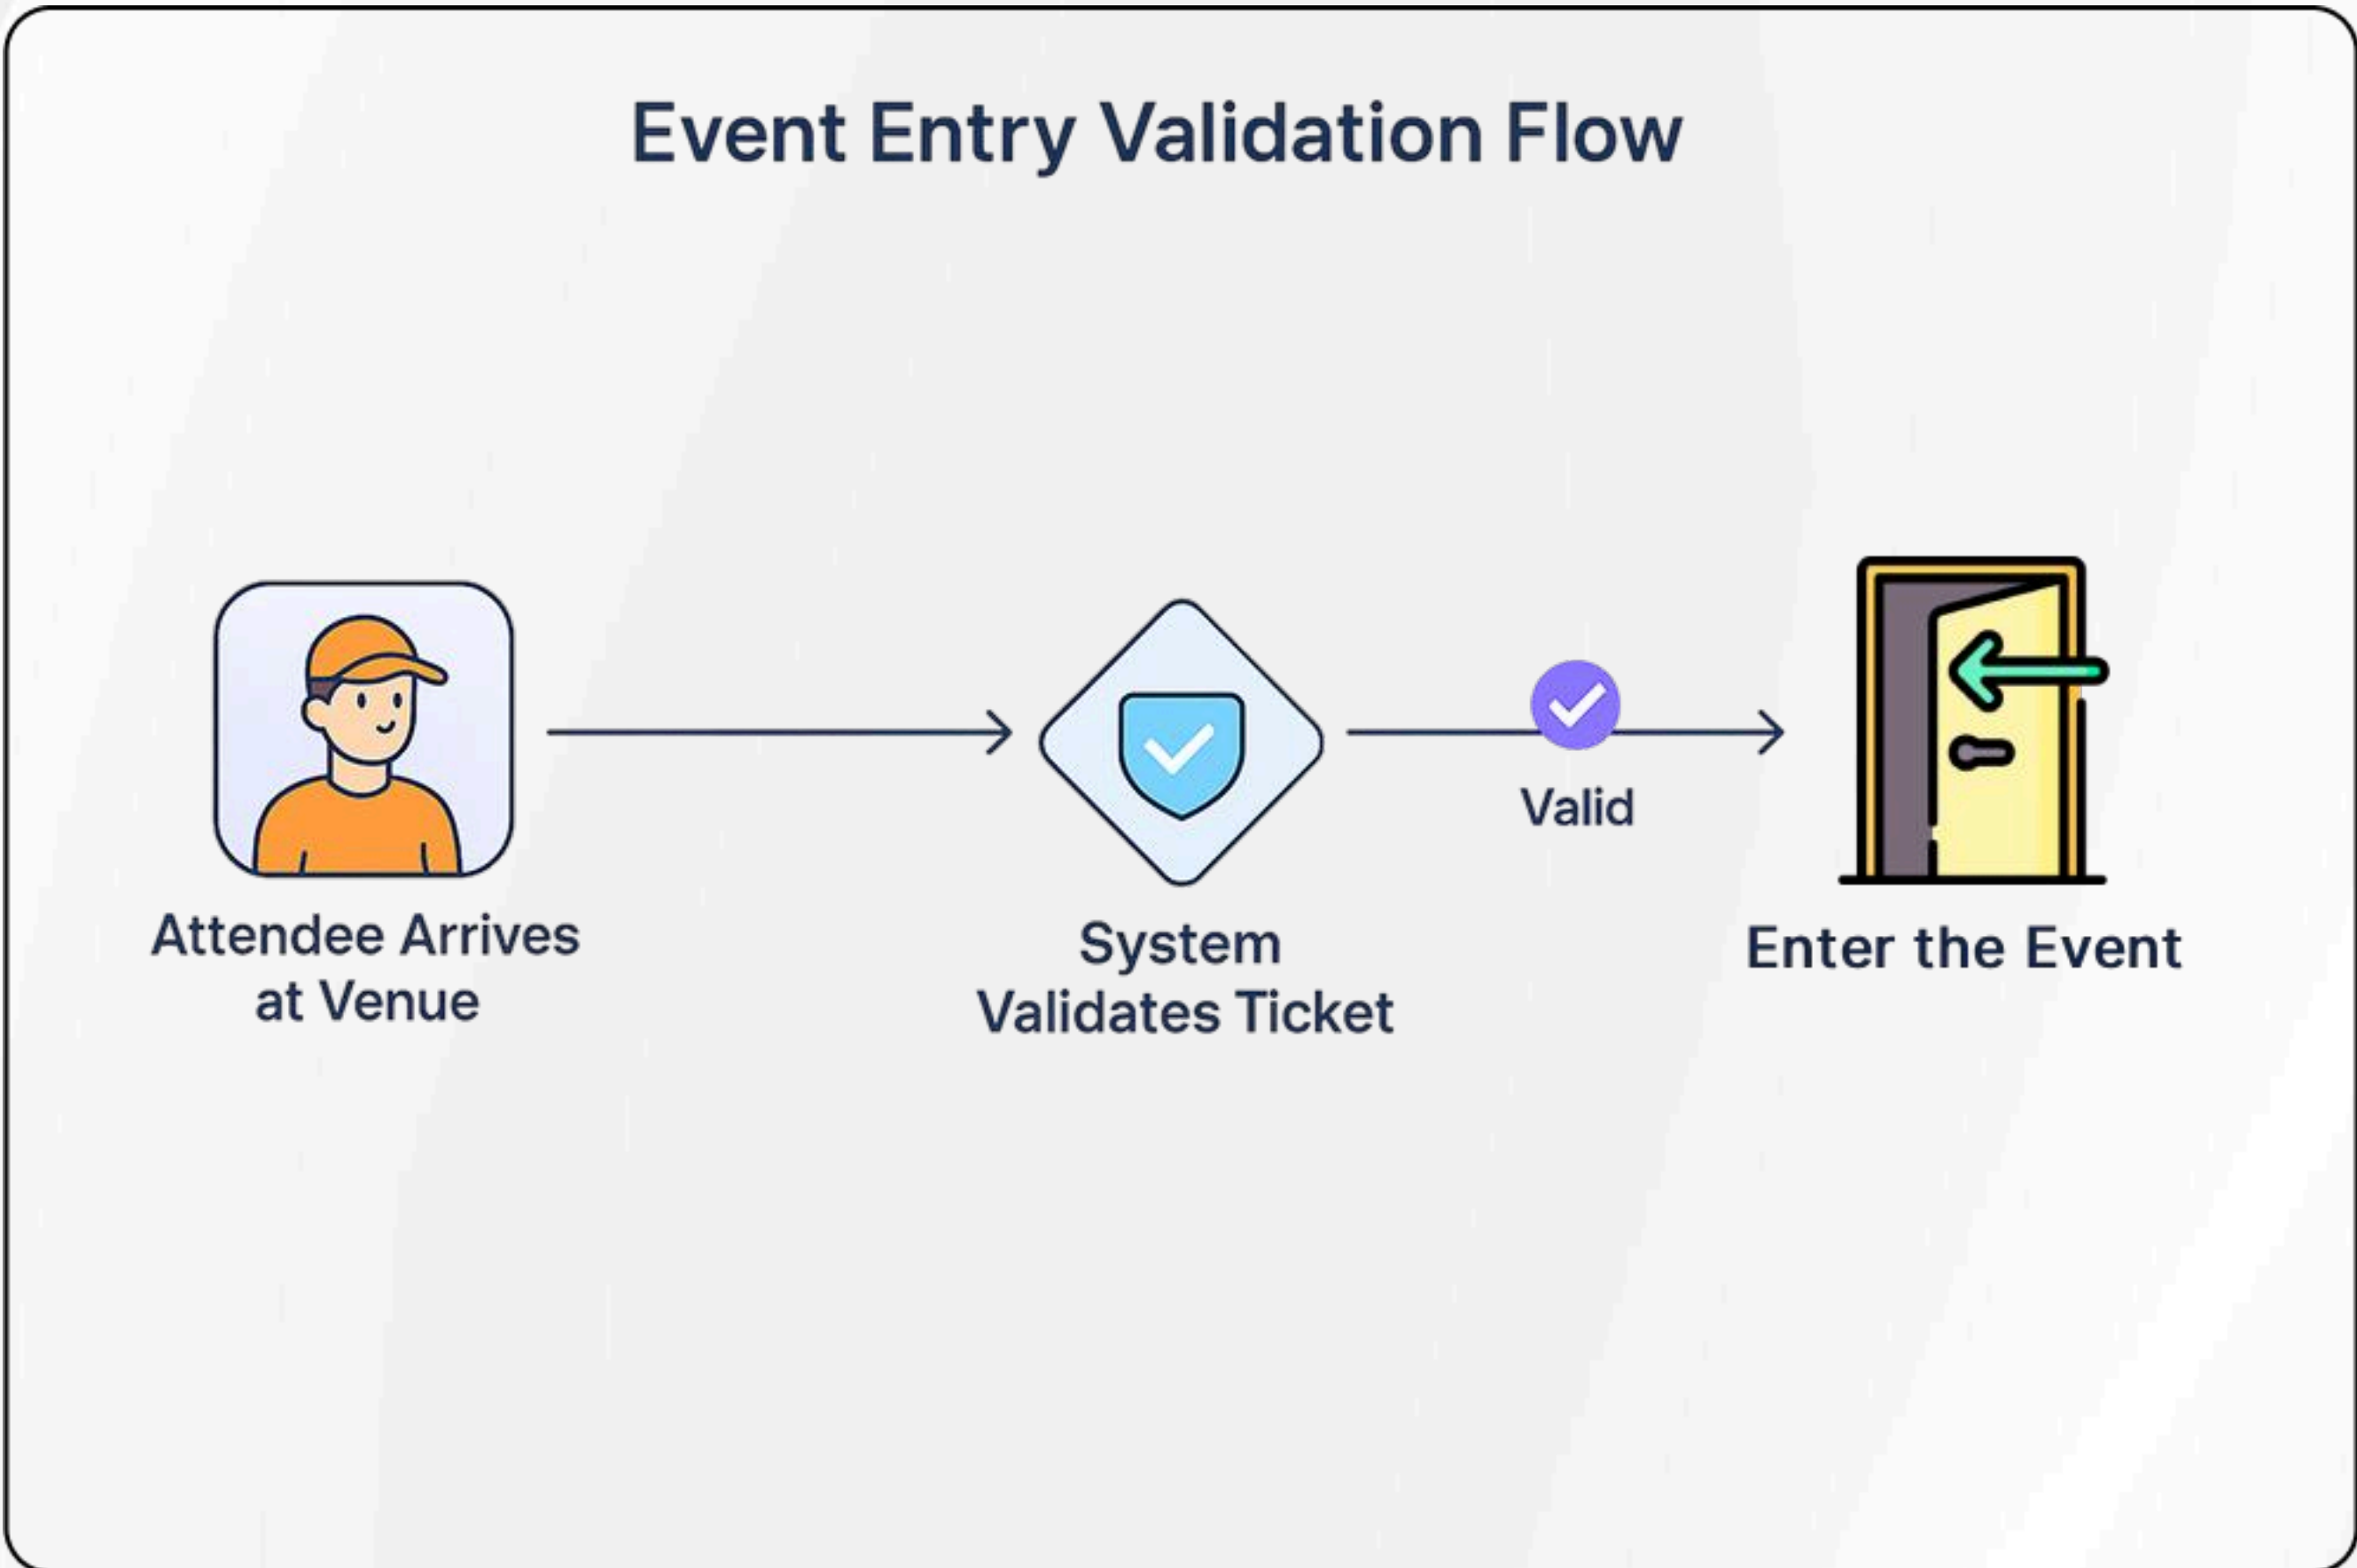 Event Entry Validation Flow
Attendee Arrives
at Venue
System
Validates Ticket
Valid
Enter the Event